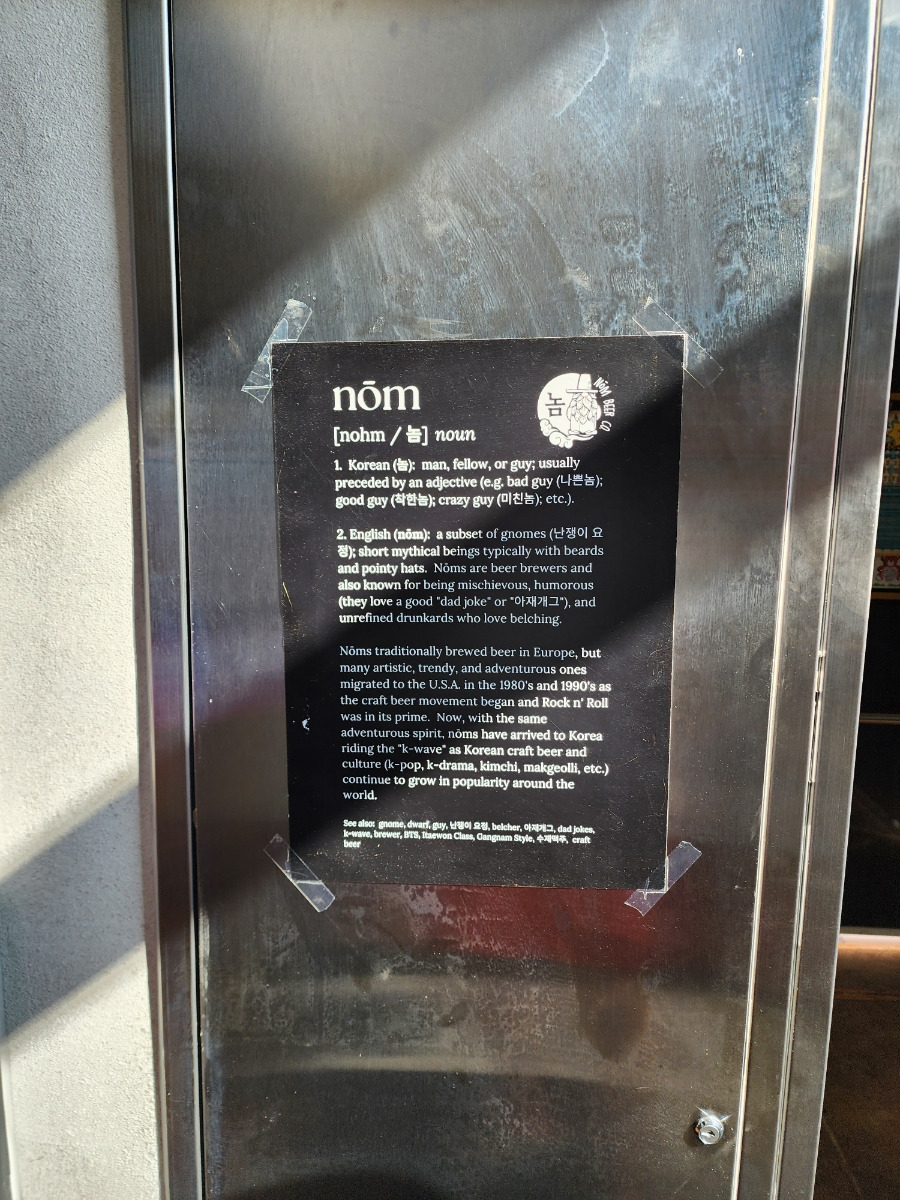 nōm
[nohm / 놈] noun
놈
NōM BEER CO
1. Korean (놈): man, fellow, or guy; usually
preceded by an adjective (e.g. bad guy (나쁜놈);
good guy (착한놈); crazy guy (미친놈); etc.).
2. English (nōm): a subset of gnomes (난쟁이 요
정); short mythical beings typically with beards
and pointy hats. Nōms are beer brewers and
also known for being mischievous, humorous
(they love a good "dad joke" or "아재개그"), and
unrefined drunkards who love belching.
Nōms traditionally brewed beer in Europe, but
many artistic, trendy, and adventurous ones
migrated to the U.S.A. in the 1980's and 1990's as
the craft beer movement began and Rock n' Roll
was in its prime. Now, with the same
adventurous spirit, nōms have arrived to Korea
riding the "k-wave" as Korean craft beer and
culture (k-pop, k-drama, kimchi, makgeolli, etc.)
continue to grow in popularity around the
world.
See also: gnome, dwarf, guy, 난쟁이 요정, belcher, 아재개그, dad jokes,
k-wave, brewer, BTS, Itaewon Class, Gangnam Style, 수제맥주, craft
beer